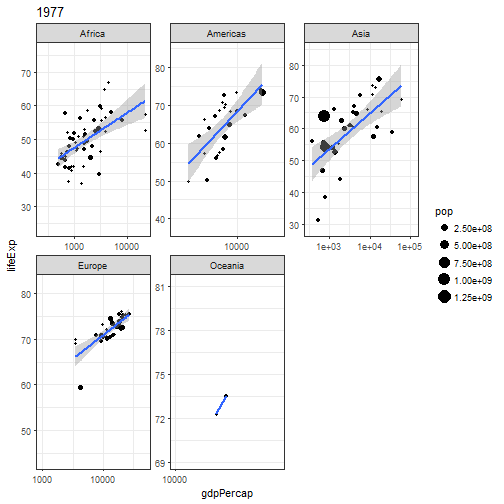 1977
Africa
Americas
Asia
70
60
50
40
30
80
70
60
50
40
80
70
60
50
40
30
1000
10000
10000
1e+03
1e+04
1e+05
lifeExp
pop
2.50e+08
5.00e+08
7.50e+08
1.00e+09
1.25e+09
Europe
Oceania
80
70
60
50
81
78
75
72
69
1000
10000
10000
gdpPercap